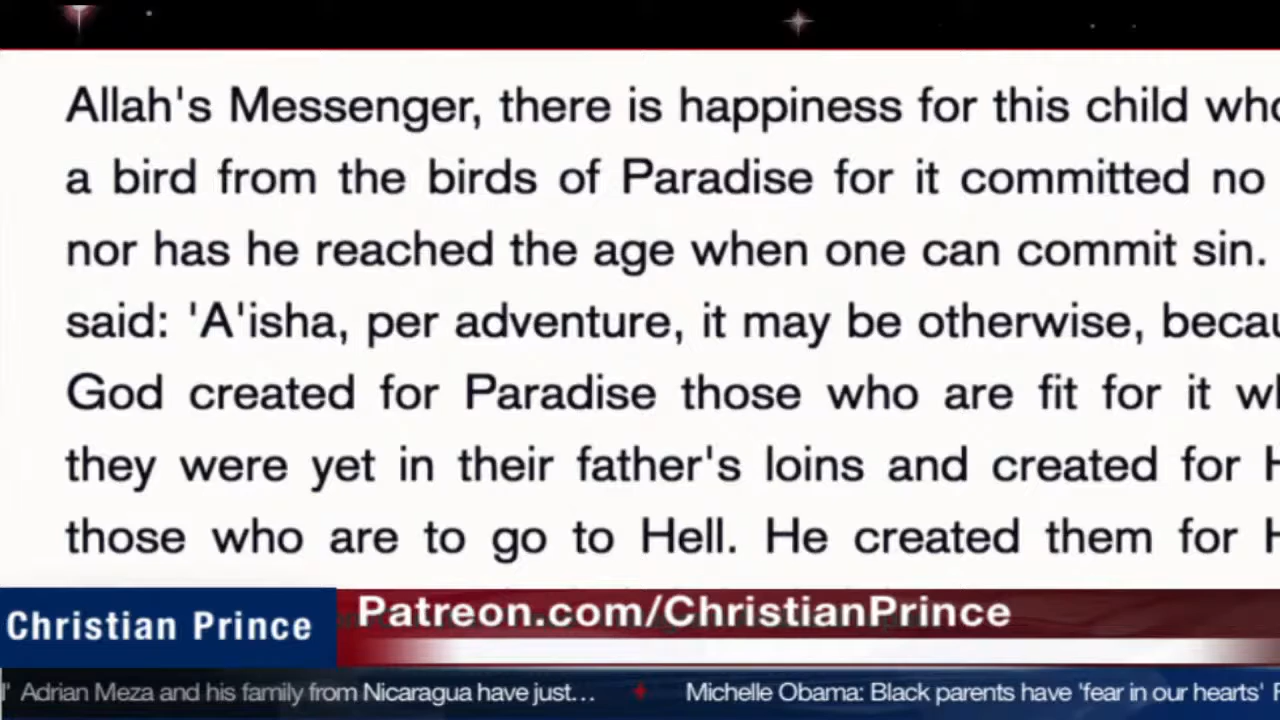 Allah's Messenger, there is happiness for this child
a bird from the birds of Paradise for it committed no
nor has he reached the age when one can commit sin.
said: 'A'isha, per adventure, it may be otherwise,
God created for Paradise those who are fit for it
they were yet in their father's loins and created for
those who are to go to Hell. He created them for
Christian Prince
Patreon.com/ChristianPrince
Adrian Meza and his family from Nicaragua have just... Michelle Obama: Black parents have 'fear in our hearts'